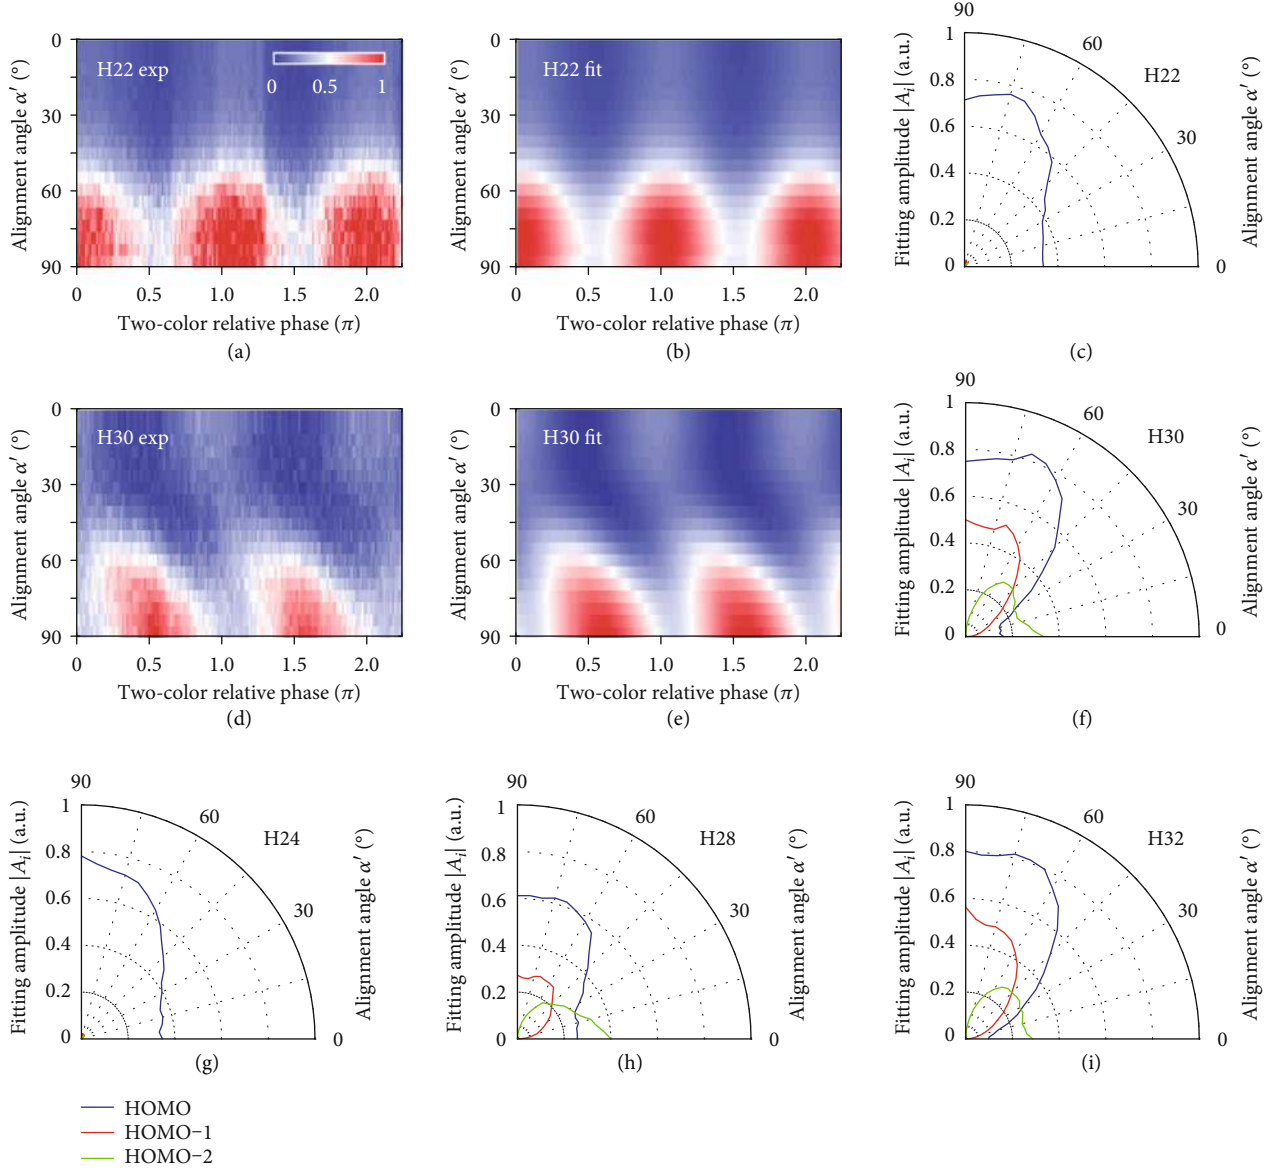 H22 exp
0 0.5 1
0
30
60
90
Alignment angle α′ (°)
0 0.5 1.0 1.5 2.0
Two-color relative phase (π)
(a)
H22 fit
0
30
60
90
Alignment angle α′ (°)
0 0.5 1.0 1.5 2.0
Two-color relative phase (π)
(b)
90
60
30
0
H22
1
0.8
0.6
0.4
0.2
0
Fitting amplitude |Ai| (a.u.)
Alignment angle α′ (°)
(c)
H30 exp
0
30
60
90
Alignment angle α′ (°)
0 0.5 1.0 1.5 2.0
Two-color relative phase (π)
(d)
H30 fit
0
30
60
90
Alignment angle α′ (°)
0 0.5 1.0 1.5 2.0
Two-color relative phase (π)
(e)
90
60
30
0
H30
1
0.8
0.6
0.4
0.2
0
Fitting amplitude |Ai| (a.u.)
Alignment angle α′ (°)
(f)
90
60
30
0
H24
1
0.8
0.6
0.4
0.2
0
Fitting amplitude |Ai| (a.u.)
Alignment angle α′ (°)
(g)
90
60
30
0
H28
1
0.8
0.6
0.4
0.2
0
Fitting amplitude |Ai| (a.u.)
Alignment angle α′ (°)
(h)
90
60
30
0
H32
1
0.8
0.6
0.4
0.2
0
Fitting amplitude |Ai| (a.u.)
Alignment angle α′ (°)
(i)
HOMO
HOMO−1
HOMO−2